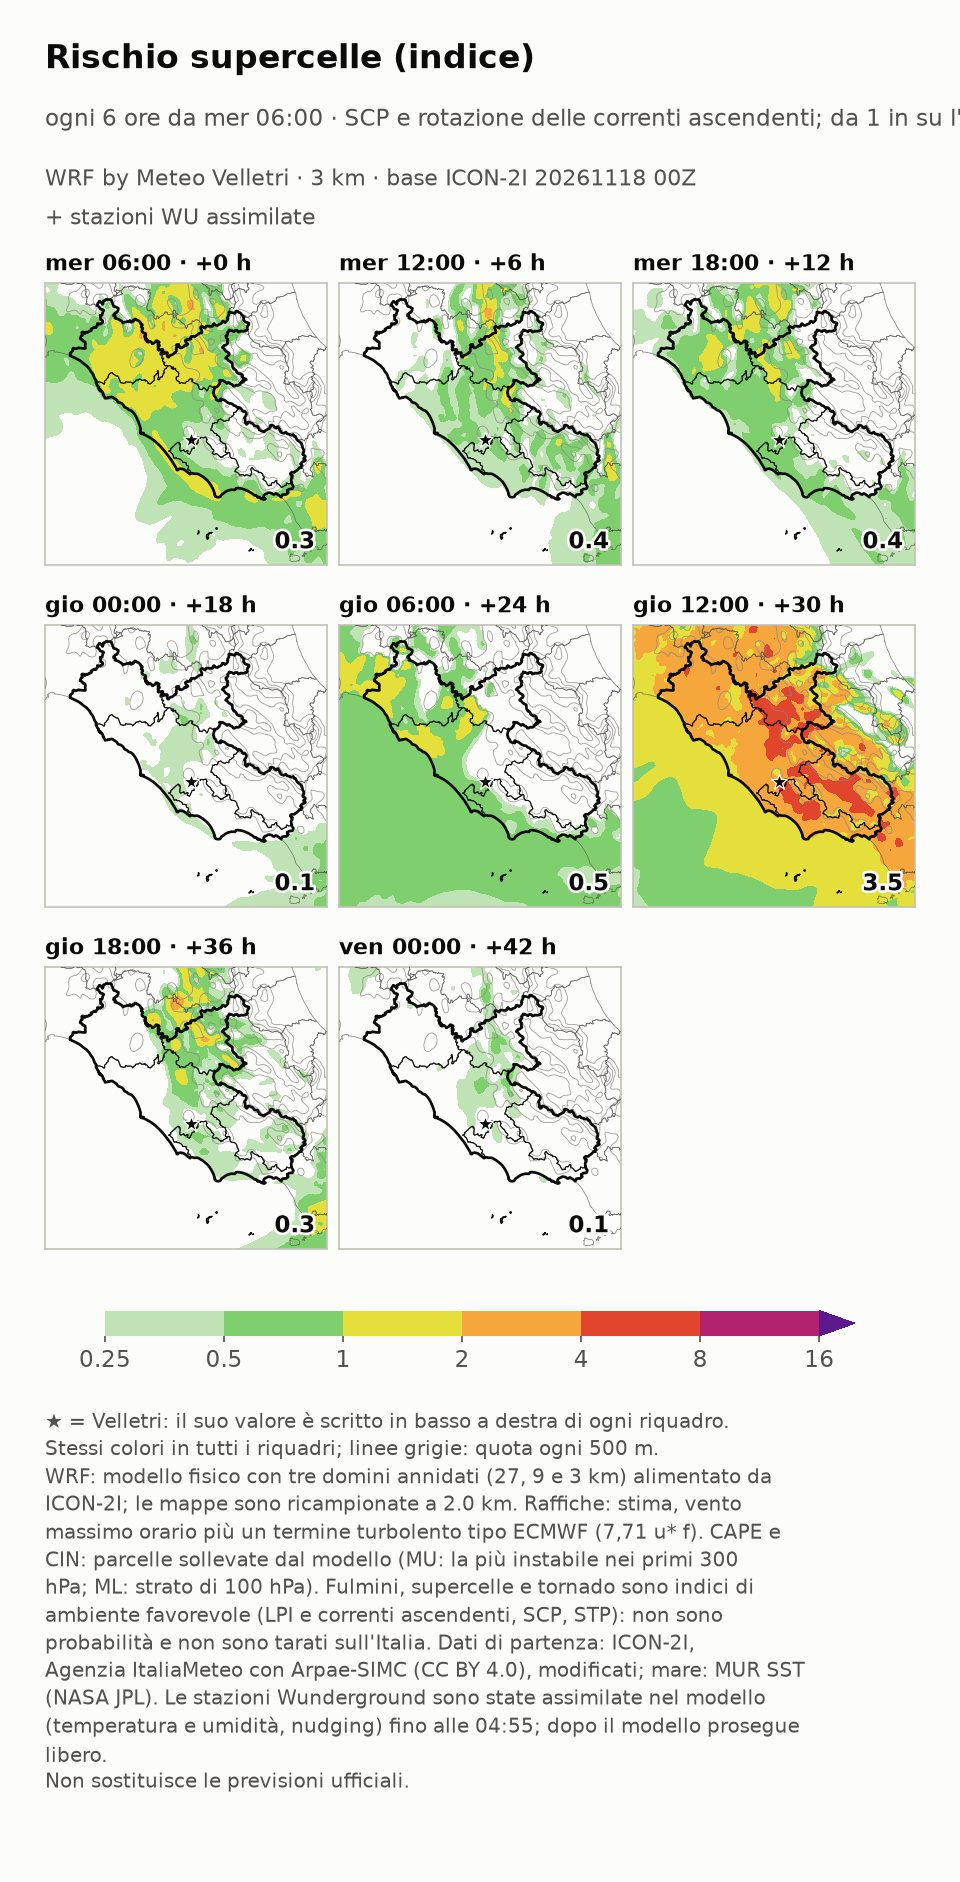 Rischio supercelle (indice)
ogni 6 ore da mer 06:00 · SCP e rotazione delle correnti ascendenti; da 1 in su l'
WRF by Meteo Velletri · 3 km · base ICON-2I 20261118 00Z
+ stazioni WU assimilate
mer 06:00 · +0 h
mer 12:00 · +6 h
mer 18:00 · +12 h
0.3
0.4
0.4
gio 00:00 · +18 h
gio 06:00 · +24 h
gio 12:00 · +30 h
0.1
0.5
3.5
gio 18:00 · +36 h
ven 00:00 · +42 h
0.3
0.1
0.25 0.5 1 2 4 8 16
★ = Velletri: il suo valore è scritto in basso a destra di ogni riquadro.
Stessi colori in tutti i riquadri; linee grigie: quota ogni 500 m.
WRF: modello fisico con tre domini annidati (27, 9 e 3 km) alimentato da
ICON-2I; le mappe sono ricampionate a 2.0 km. Raffiche: stima, vento
massimo orario più un termine turbolento tipo ECMWF (7,71 u* f). CAPE e
CIN: parcelle sollevate dal modello (MU: la più instabile nei primi 300
hPa; ML: strato di 100 hPa). Fulmini, supercelle e tornado sono indici di
ambiente favorevole (LPI e correnti ascendenti, SCP, STP): non sono
probabilità e non sono tarati sull'Italia. Dati di partenza: ICON-2I,
Agenzia ItaliaMeteo con Arpae-SIMC (CC BY 4.0), modificati; mare: MUR SST
(NASA JPL). Le stazioni Wunderground sono state assimilate nel modello
(temperatura e umidità, nudging) fino alle 04:55; dopo il modello prosegue
libero.
Non sostituisce le previsioni ufficiali.